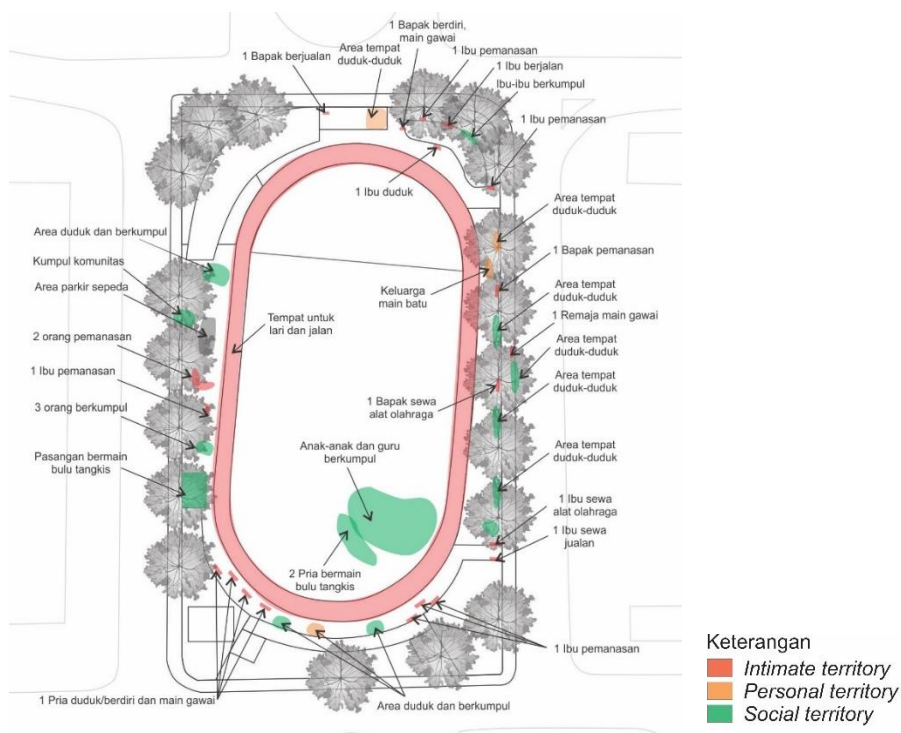 1 Bapak berdiri,
main gawai
Area tempat
duduk-duduk
1 Bapak berjualan
1 Ibu pemanasan
1 Ibu berjalan
Ibu-ibu berkumpul
1 Ibu pemanasan
1 Ibu duduk
Area tempat
duduk-duduk
Area duduk dan berkumpul
Kumpul komunitas
Area parkir sepeda
2 orang pemanasan
1 Ibu pemanasan
3 orang berkumpul
Pasangan bermain
bulu tangkis
Tempat untuk
lari dan jalan
Keluarga
main batu
1 Bapak pemanasan
Area tempat
duduk-duduk
1 Remaja main gawai
Area tempat
duduk-duduk
Area tempat
duduk-duduk
1 Bapak sewa
alat olahraga
Anak-anak dan guru
berkumpul
Area tempat
duduk-duduk
1 Ibu sewa
alat olahraga
1 Ibu sewa
jualan
2 Pria bermain
bulu tangkis
1 Ibu pemanasan
1 Pria duduk/berdiri dan main gawai
Area duduk dan berkumpul
Keterangan
Intimate territory
Personal territory
Social territory